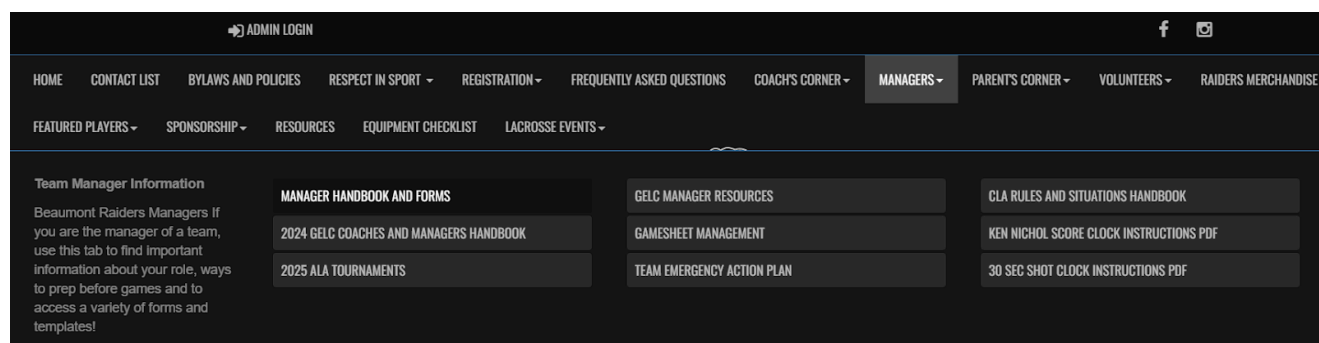 ADMIN LOGIN
HOME CONTACT LIST BYLAWS AND POLICIES RESPECT IN SPORT REGISTRATION FREQUENTLY ASKED QUESTIONS COACH'S CORNER MANAGERS PARENT'S CORNER VOLUNTEERS RAIDERS MERCHANDISE
FEATURED PLAYERS SPONSORSHIP RESOURCES EQUIPMENT CHECKLIST LACROSSE EVENTS
Team Manager Information
Beaumont Raiders Managers If
you are the manager of a team,
use this tab to find important
information about your role, ways
to prep before games and to
access a variety of forms and
templates!
MANAGER HANDBOOK AND FORMS
2024 GELC COACHES AND MANAGERS HANDBOOK
2025 ALA TOURNAMENTS
GELC MANAGER RESOURCES
GAMESHEET MANAGEMENT
TEAM EMERGENCY ACTION PLAN
CLA RULES AND SITUATIONS HANDBOOK
KEN NICHOL SCORE CLOCK INSTRUCTIONS PDF
30 SEC SHOT CLOCK INSTRUCTIONS PDF